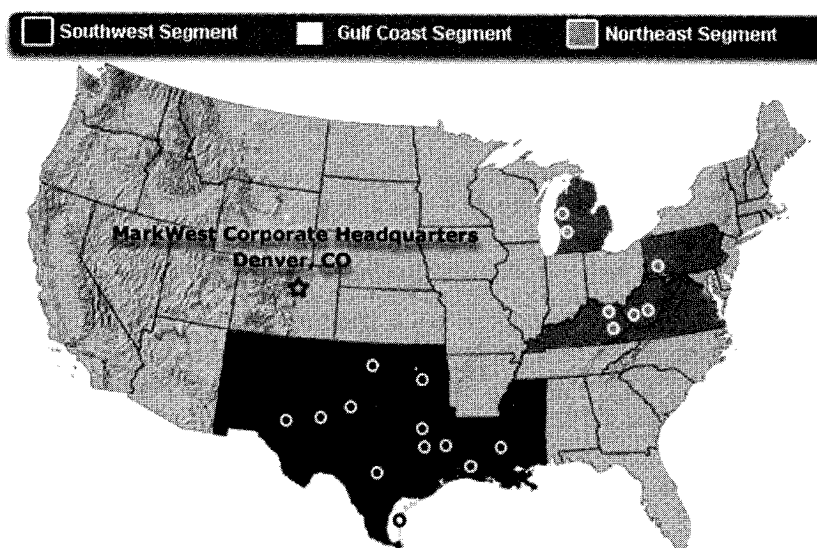 Southwest Segment Gulf Coast Segment Northeast Segment
MarkWest Corporate Headquarters
Denver, CO